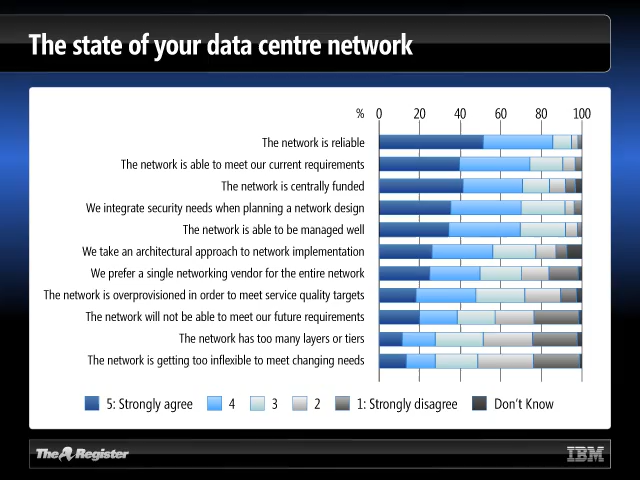 The state of your data centre network
% 0 20 40 60 80 100
The network is reliable
The network is able to meet our current requirements
The network is centrally funded
We integrate security needs when planning a network design
The network is able to be managed well
We take an architectural approach to network implementation
We prefer a single networking vendor for the entire network
The network is overprovisioned in order to meet service quality targets
The network will not be able to meet our future requirements
The network has too many layers or tiers
The network is getting too inflexible to meet changing needs
5: Strongly agree 4 3 2 1: Strongly disagree Don't Know
The Register IBM